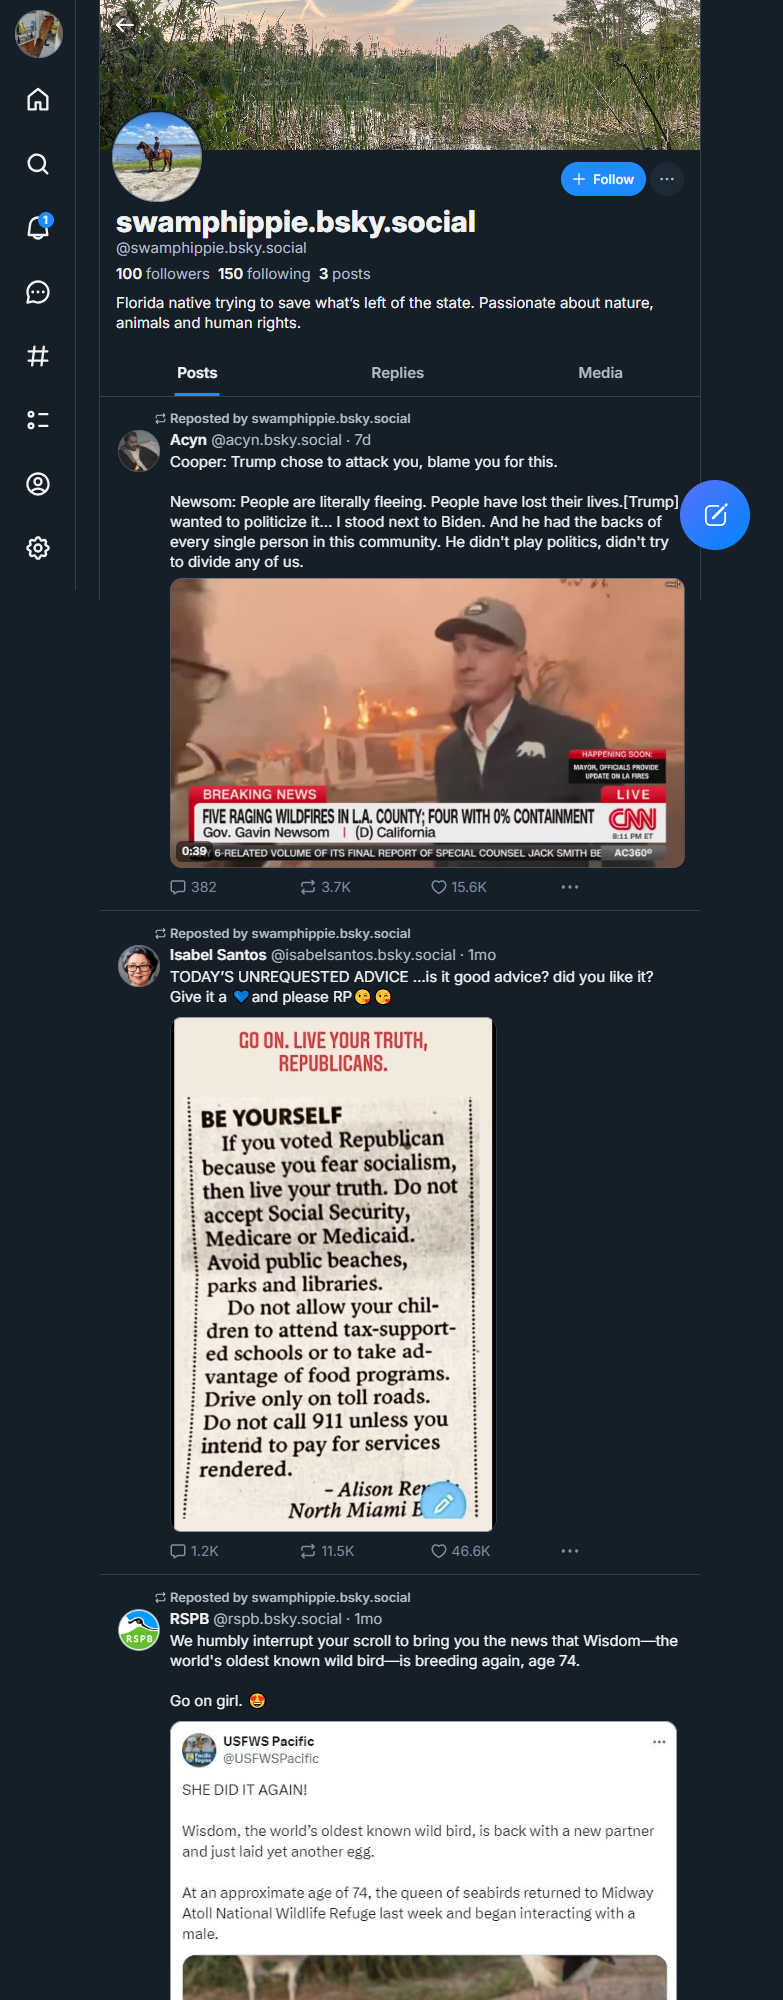 1
+ Follow
swamphippie.bsky.social
@swamphippie.bsky.social
100 followers 150 following 3 posts
Florida native trying to save what's left of the state. Passionate about nature,
animals and human rights.
Posts Replies Media
Reposted by swamphippie.bsky.social
Acyn @acyn.bsky.social · 7d
Cooper: Trump chose to attack you, blame you for this.
Newsom: People are literally fleeing. People have lost their lives.[Trump]
wanted to politicize it... I stood next to Biden. And he had the backs of
every single person in this community. He didn't play politics, didn't try
to divide any of us.
HAPPENING SOON:
MAYOR, OFFICIALS PROVIDE
UPDATE ON LA FIRES
BREAKING NEWS
LIVE
FIVE RAGING WILDFIRES IN L.A. COUNTY; FOUR WITH 0% CONTAINMENT
Gov. Gavin Newsom | (D) California
CNN
8:11 PM ET
0:39
6-RELATED VOLUME OF ITS FINAL REPORT OF SPECIAL COUNSEL JACK SMITH BE
AC360º
382 3.7K 15.6K
Reposted by swamphippie.bsky.social
Isabel Santos @isabelsantos.bsky.social · 1mo
TODAY'S UNREQUESTED ADVICE ...is it good advice? did you like it?
Give it a 💙 and please RP😘 😘
GO ON. LIVE YOUR TRUTH,
REPUBLICANS.
BE YOURSELF
If you voted Republican
because you fear socialism,
then live your truth. Do not
accept Social Security,
Medicare or Medicaid.
Avoid public beaches,
parks and libraries.
Do not allow your chil-
dren to attend tax-support-
ed schools or to take ad-
vantage of food programs.
Drive only on toll roads.
Do not call 911 unless you
intend to pay for services
rendered.
– Alison
North Miami
1.2K 11.5K 46.6K
Reposted by swamphippie.bsky.social
RSPB
RSPB @rspb.bsky.social · 1mo
We humbly interrupt your scroll to bring you the news that Wisdom—the
world's oldest known wild bird—is breeding again, age 74.
Go on girl. 🤩
USFWS Pacific
@USFWSPacific
SHE DID IT AGAIN!
Wisdom, the world's oldest known wild bird, is back with a new partner
and just laid yet another egg.
At an approximate age of 74, the queen of seabirds returned to Midway
Atoll National Wildlife Refuge last week and began interacting with a
male.